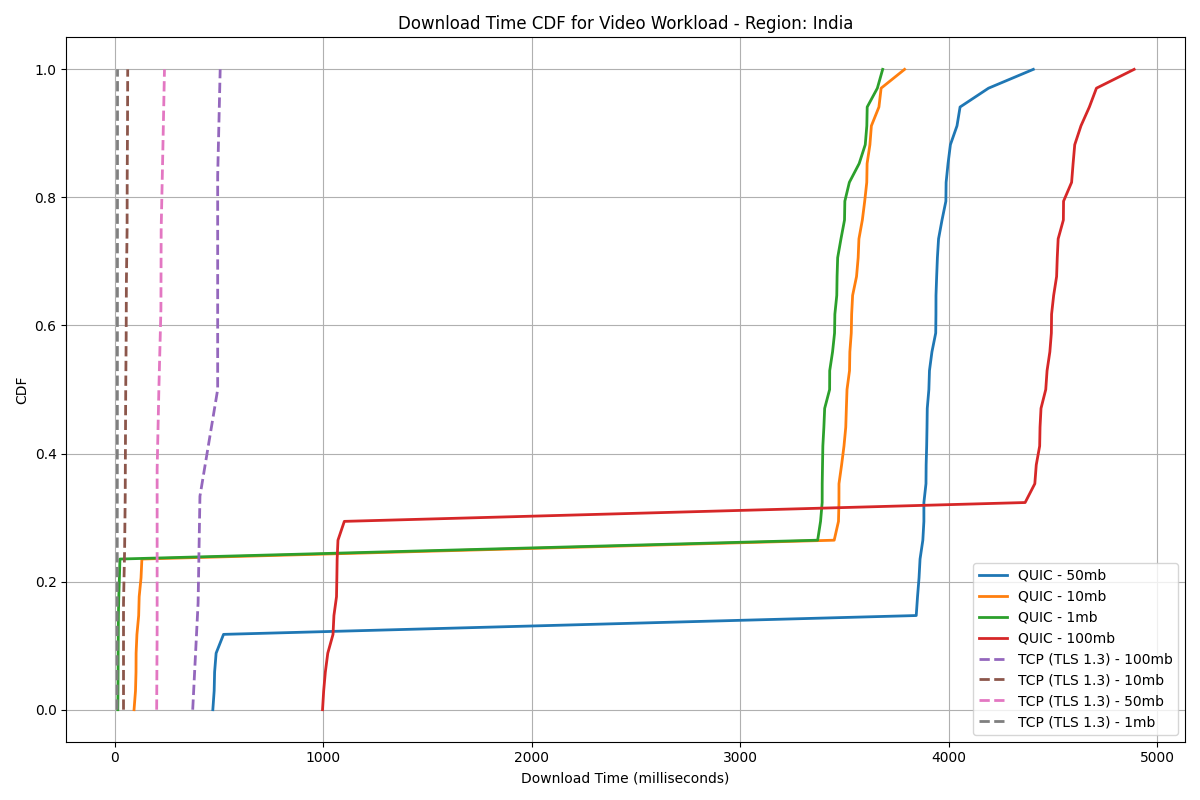 Download Time CDF for Video Workload - Region: India
1.0
0.8
0.6
0.4
0.2
0.0
CDF
0
1000
2000
3000
4000
5000
Download Time (milliseconds)
QUIC - 50mb
QUIC - 10mb
QUIC - 1mb
QUIC - 100mb
TCP (TLS 1.3) - 100mb
TCP (TLS 1.3) - 10mb
TCP (TLS 1.3) - 50mb
TCP (TLS 1.3) - 1mb